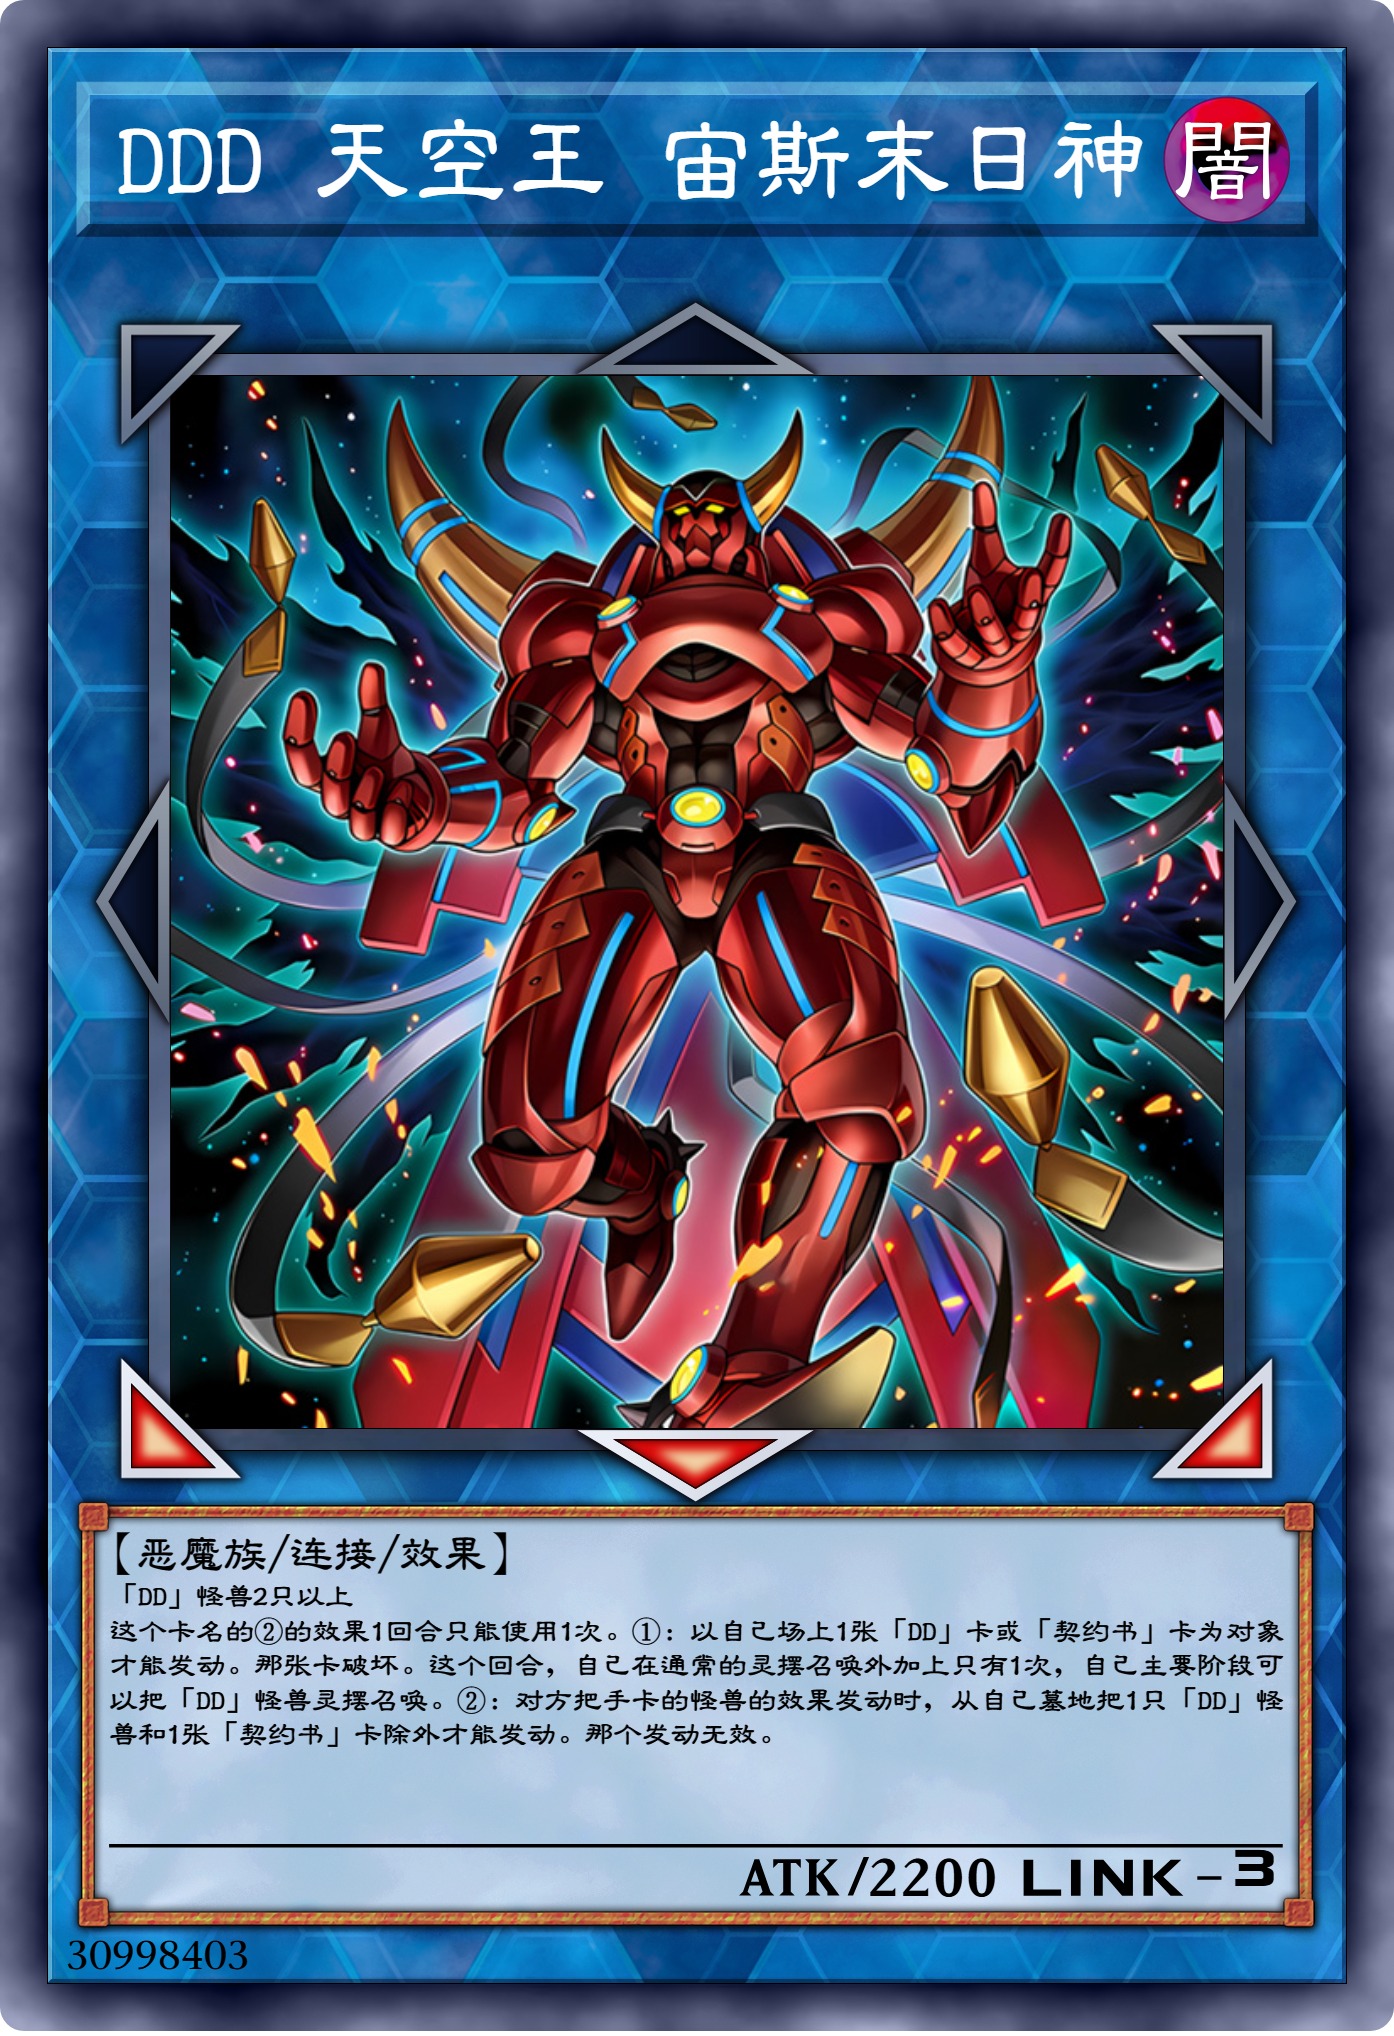 DDD 天空王 宙斯末日神 闇
【恶魔族/连接/效果】
「DD」怪兽2只以上
这个卡名的②的效果1回合只能使用1次。①：以自己场上1张「DD」卡或「契约书」卡为对象
才能发动。那张卡破坏。这个回合，自己在通常的灵摆召唤外加上只有1次，自己主要阶段可
以把「DD」怪兽灵摆召唤。②：对方把手卡的怪兽的效果发动时，从自己墓地把1只「DD」怪
兽和1张「契约书」卡除外才能发动。那个发动无效。
ATK/2200 LINK-3
30998403